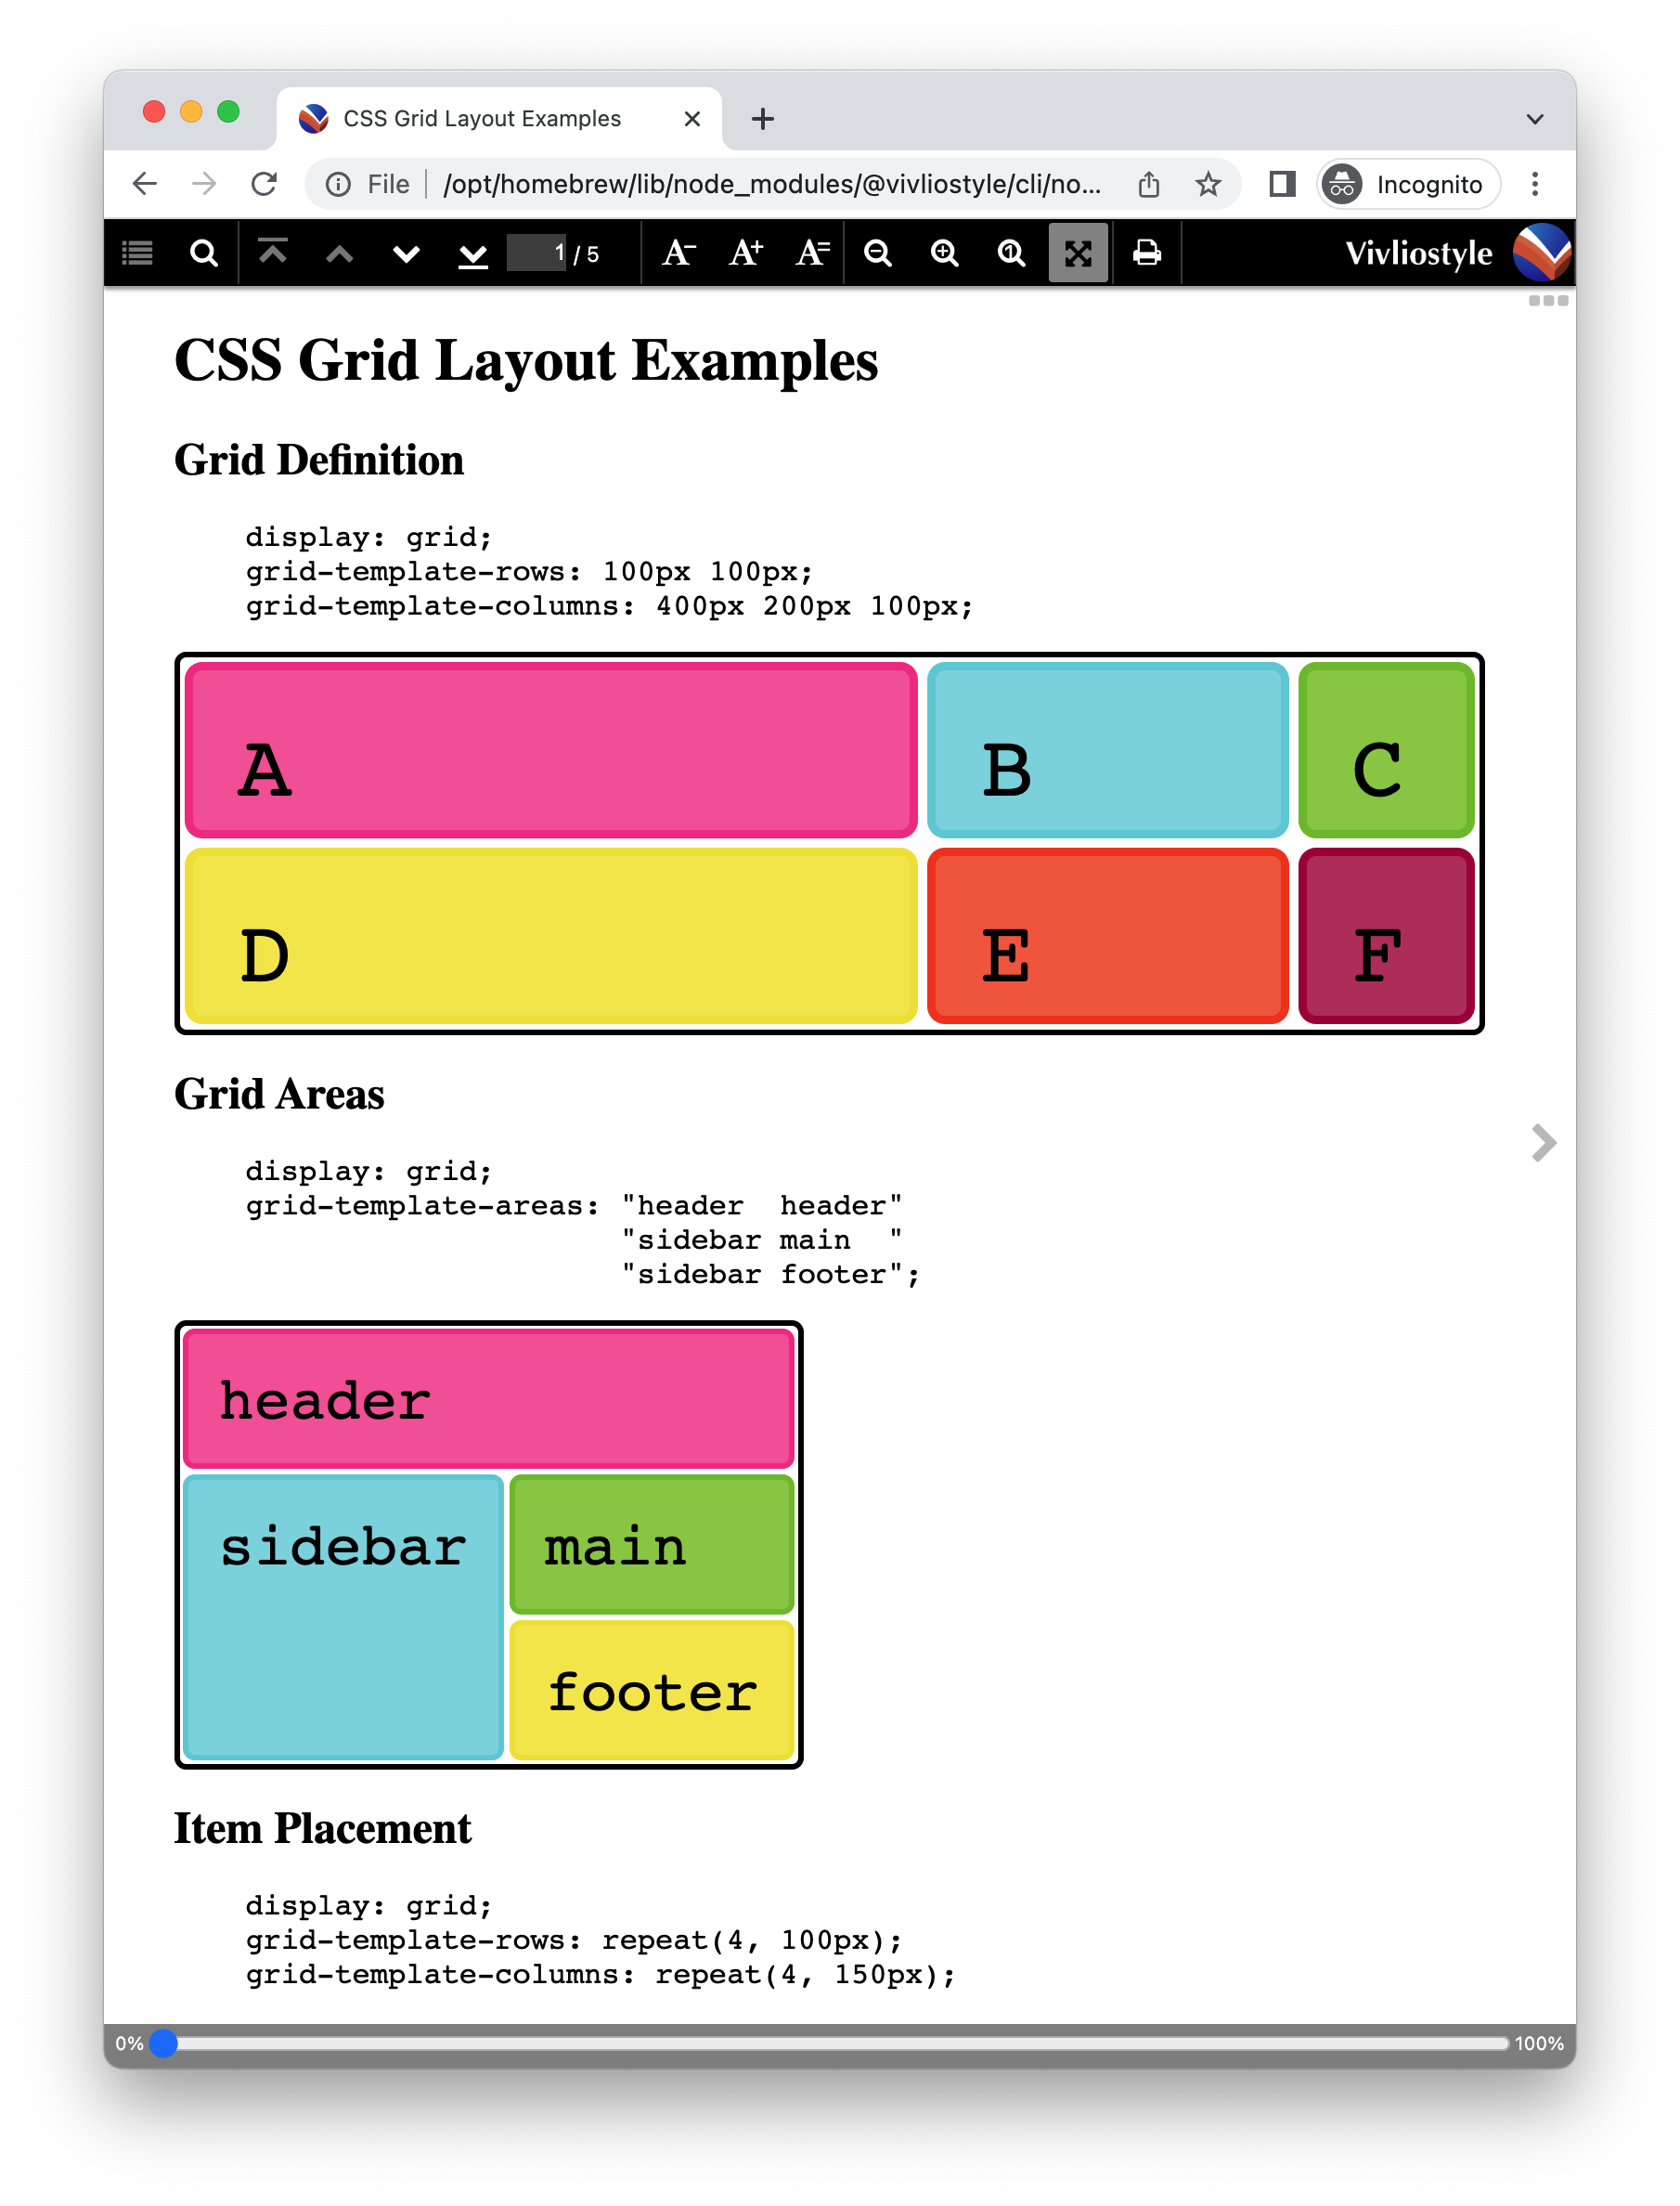 CSS Grid Layout Examples
File /opt/homebrew/lib/node_modules/@vivliostyle/cli/no... Incognito
1 / 5 A− A+ A= Vivliostyle
CSS Grid Layout Examples
Grid Definition
display: grid;
grid-template-rows: 100px 100px;
grid-template-columns: 400px 200px 100px;
A B C
D E F
Grid Areas
display: grid;
grid-template-areas: "header  header"
"sidebar main  "
"sidebar footer";
header
sidebar main
footer
Item Placement
display: grid;
grid-template-rows: repeat(4, 100px);
grid-template-columns: repeat(4, 150px);
0% 100%